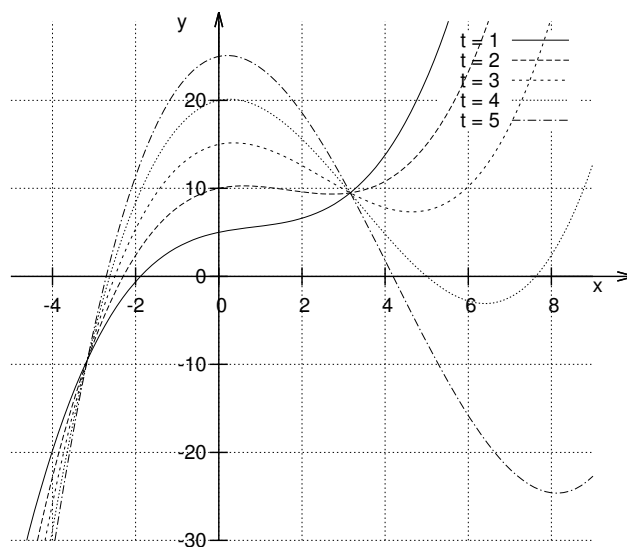 y
t = 1
t = 2
t = 3
t = 4
t = 5
20
10
0
-10
-20
-30
-4 -2 0 2 4 6 8
x